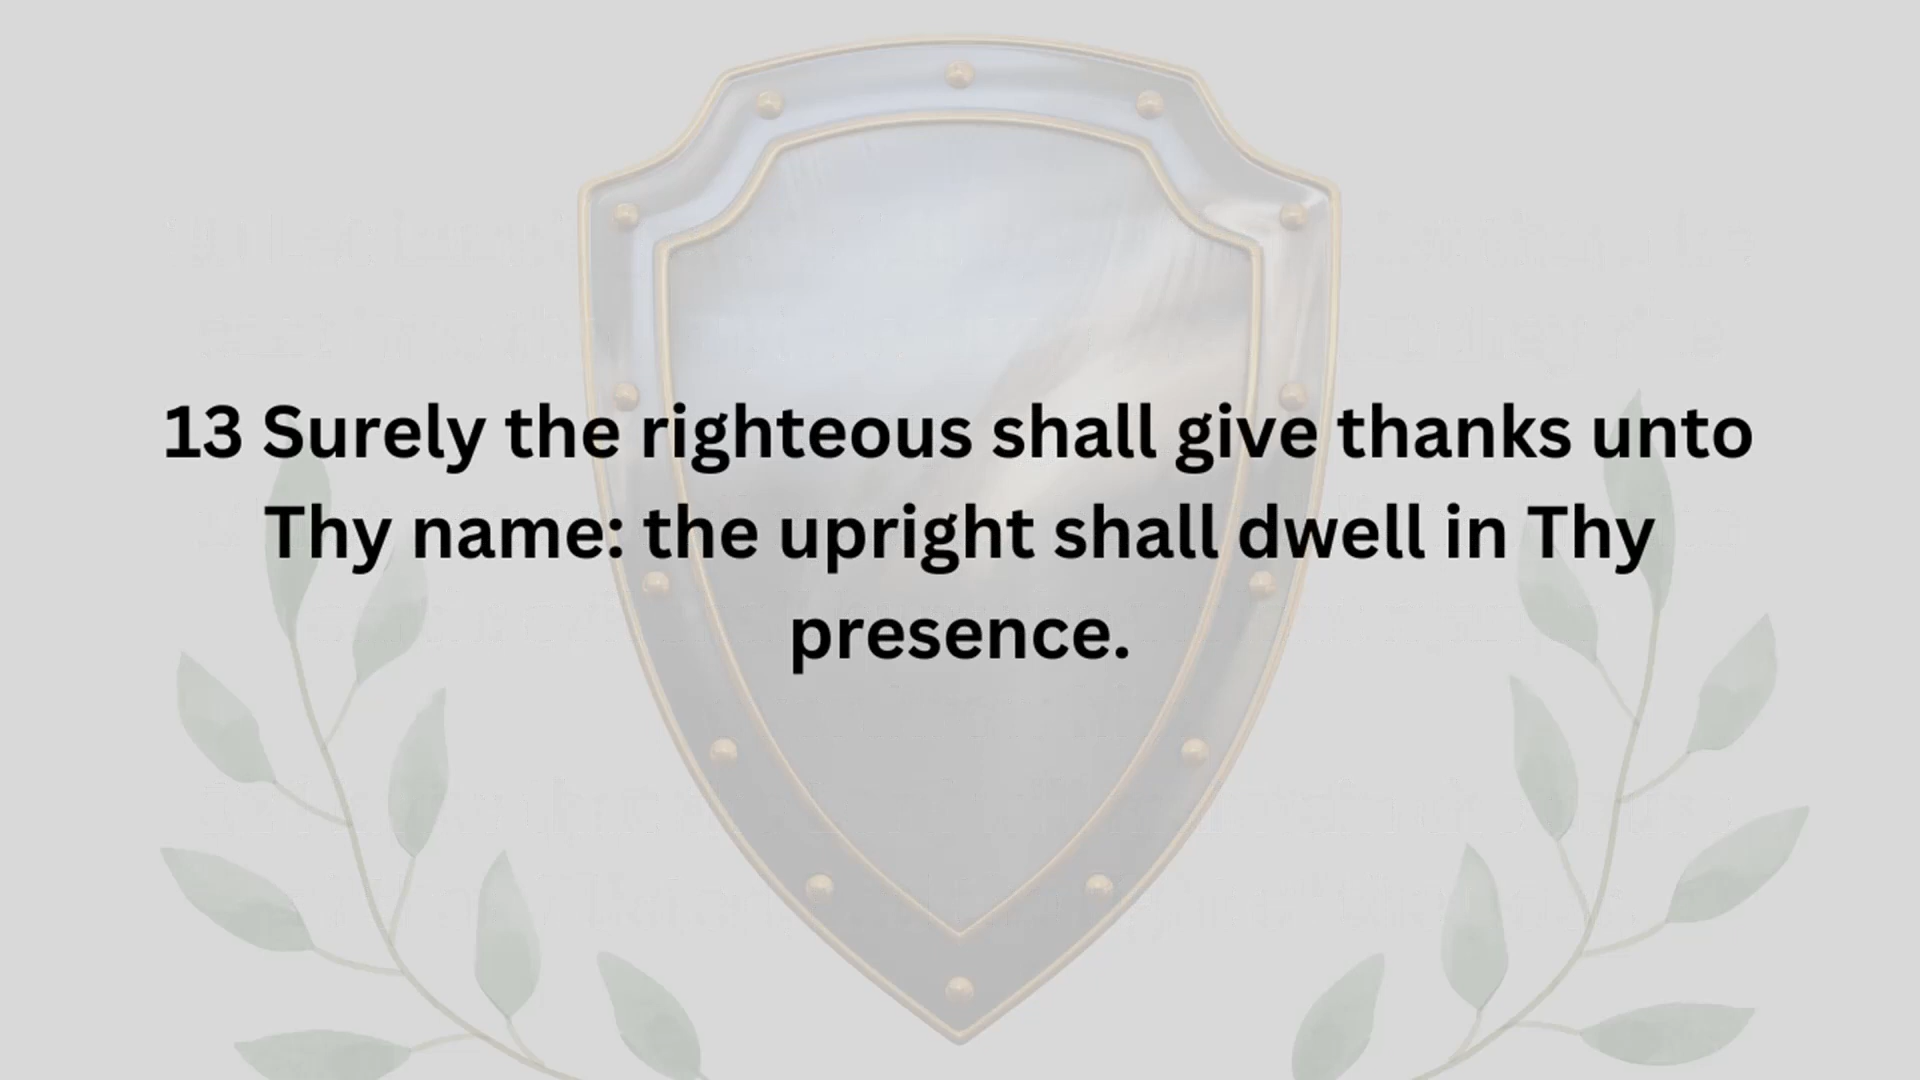 13 Surely the righteous shall give thanks unto
Thy name: the upright shall dwell in Thy
presence.